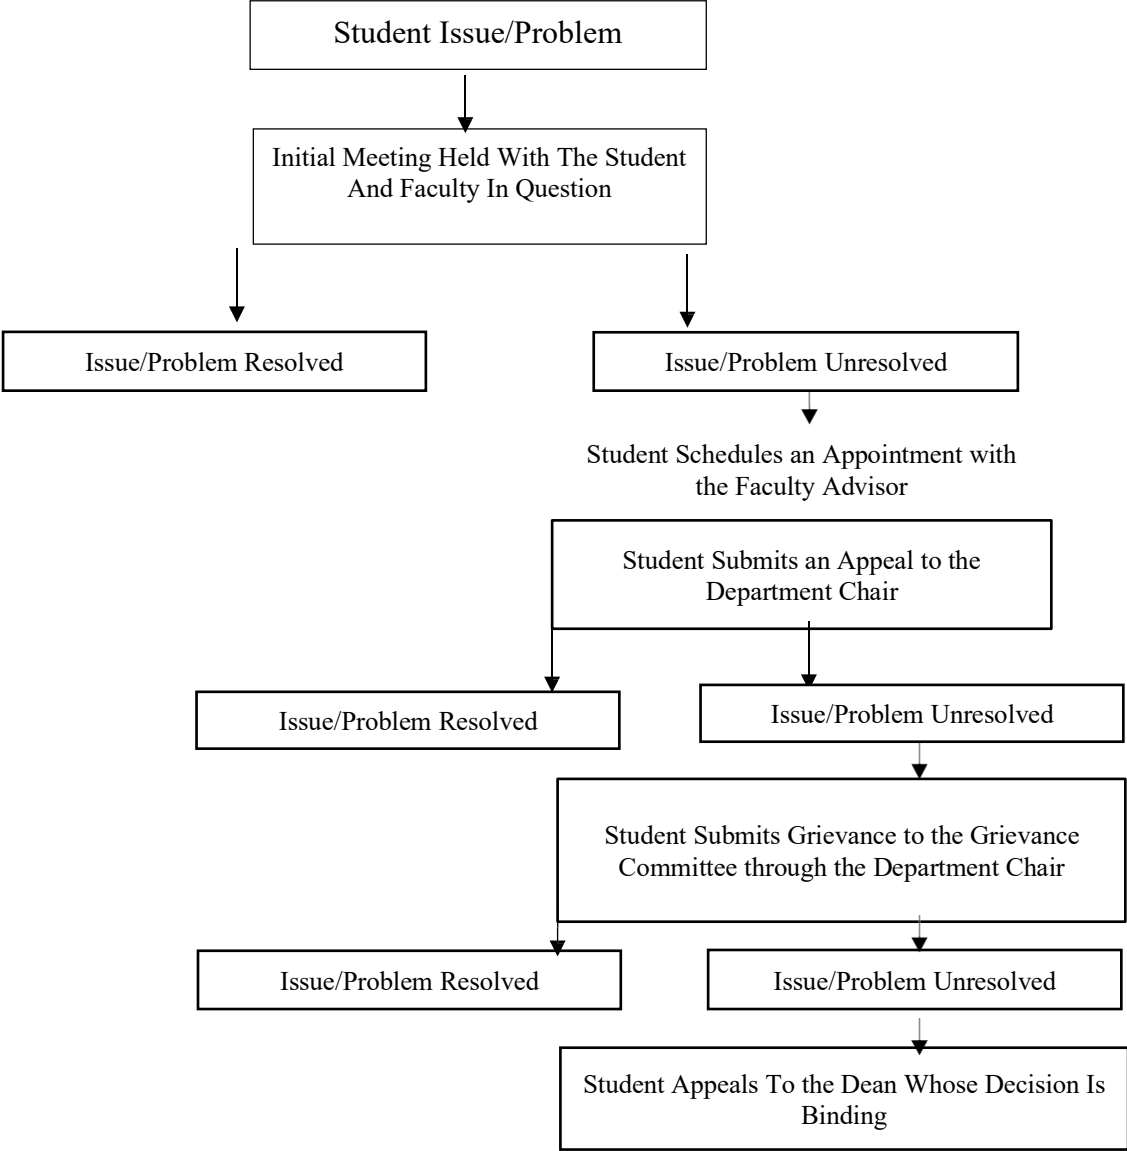 Student Issue/Problem
Initial Meeting Held With The Student
And Faculty In Question
Issue/Problem Resolved
Issue/Problem Unresolved
Student Schedules an Appointment with
the Faculty Advisor
Student Submits an Appeal to the
Department Chair
Issue/Problem Resolved
Issue/Problem Unresolved
Student Submits Grievance to the Grievance
Committee through the Department Chair
Issue/Problem Resolved
Issue/Problem Unresolved
Student Appeals To the Dean Whose Decision Is
Binding